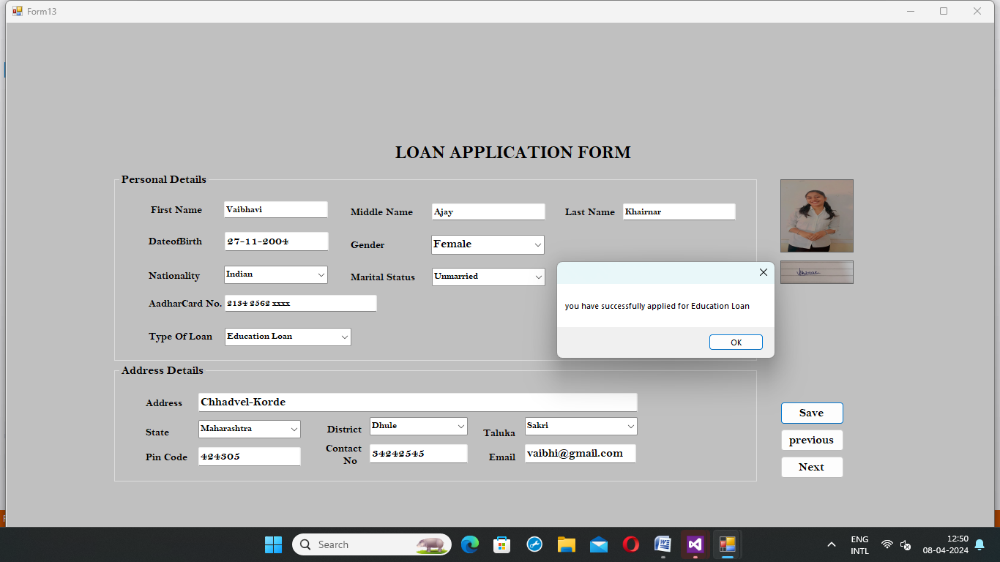 Form13
LOAN APPLICATION FORM
Personal Details
First Name Vaibhavi Middle Name Ajay Last Name Khairnar
DateofBirth 27-11-2004 Gender Female
Nationality Indian Marital Status Unmarried
AadharCard No. 2134 2562 xxxx
Type Of Loan Education Loan
you have successfully applied for Education Loan
OK
Address Details
Address Chhadvel-Korde
State Maharashtra District Dhule Taluka Sakri
Pin Code 424305 Contact No 34242545 Email vaibhi@gmail.com
Save
previous
Next
Search
ENG
INTL
12:50
08-04-2024